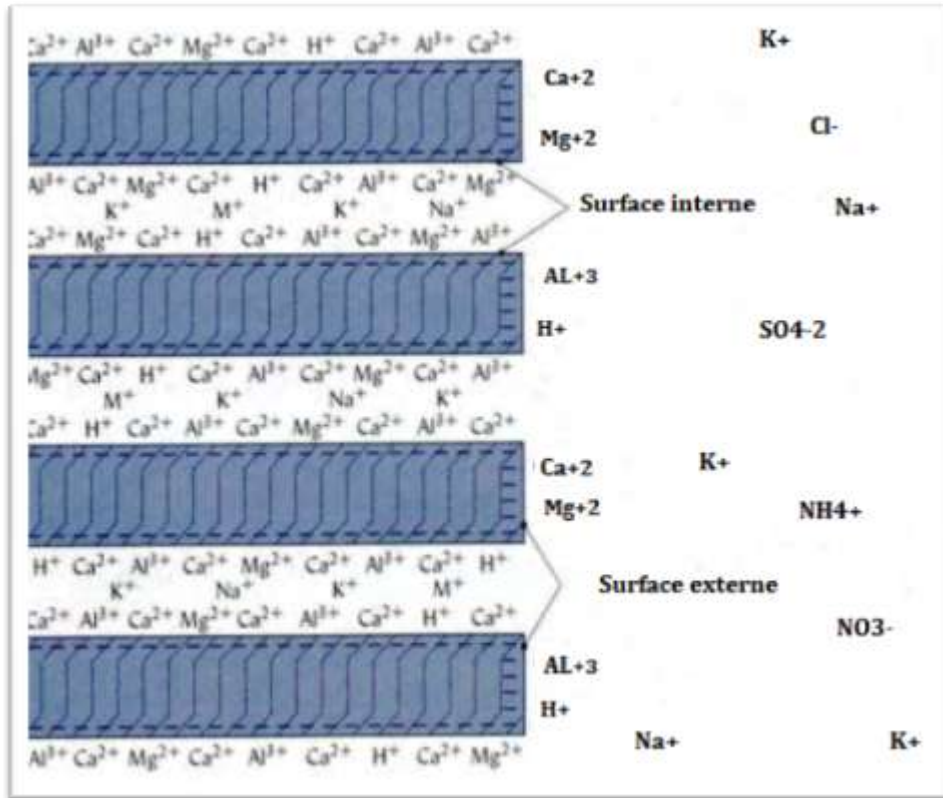 Ca²⁺ Al³⁺ Ca²⁺ Mg²⁺ Ca²⁺ H⁺ Ca²⁺ Al³⁺ Ca²⁺
K+
Ca+2
Mg+2
Cl-
Al³⁺ Ca²⁺ Mg²⁺ Ca²⁺ H⁺ Ca²⁺ Al³⁺ Ca²⁺ Mg²⁺
K⁺ M⁺ K⁺ Na⁺
Surface interne
Na+
Ca²⁺ Mg²⁺ Ca²⁺ H⁺ Ca²⁺ Al³⁺ Ca²⁺ Mg²⁺ Al³⁺
AL+3
H+
SO4-2
Mg²⁺ Ca²⁺ H⁺ Ca²⁺ Al³⁺ Ca²⁺ Mg²⁺ Ca²⁺ Al³⁺
M⁺ K⁺ Na⁺ K⁺
Ca²⁺ H⁺ Ca²⁺ Al³⁺ Ca²⁺ Mg²⁺ Ca²⁺ Al³⁺ Ca²⁺
Ca+2
K+
Mg+2
NH4+
H⁺ Ca²⁺ Al³⁺ Ca²⁺ Mg²⁺ Ca²⁺ Al³⁺ Ca²⁺ H⁺
K⁺ Na⁺ K⁺ M⁺
Surface externe
Ca²⁺ Al³⁺ Ca²⁺ Mg²⁺ Ca²⁺ Al³⁺ Ca²⁺ H⁺ Ca²⁺
NO3-
AL+3
H+
Na+
K+
Al³⁺ Ca²⁺ Mg²⁺ Ca²⁺ Al³⁺ Ca²⁺ H⁺ Ca²⁺ Mg²⁺